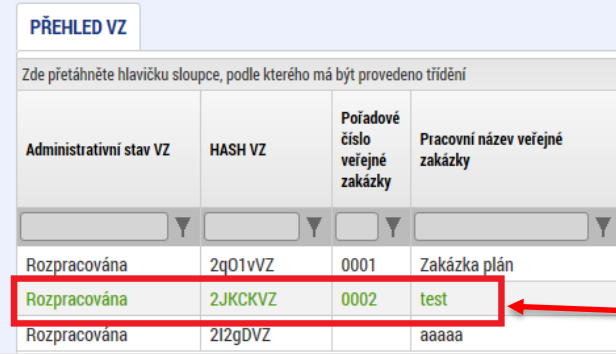 PŘEHLED VZ
Zde přetáhněte hlavičku sloupce, podle kterého má být provedeno třídění
Administrativní stav VZ
HASH VZ
Pořadové
číslo
veřejné
zakázky
Pracovní název veřejné
zakázky
Rozpracována 2qO1vVZ 0001 Zakázka plán
Rozpracována 2JKCKVZ 0002 test
Rozpracována 2I2gDVZ aaaaa